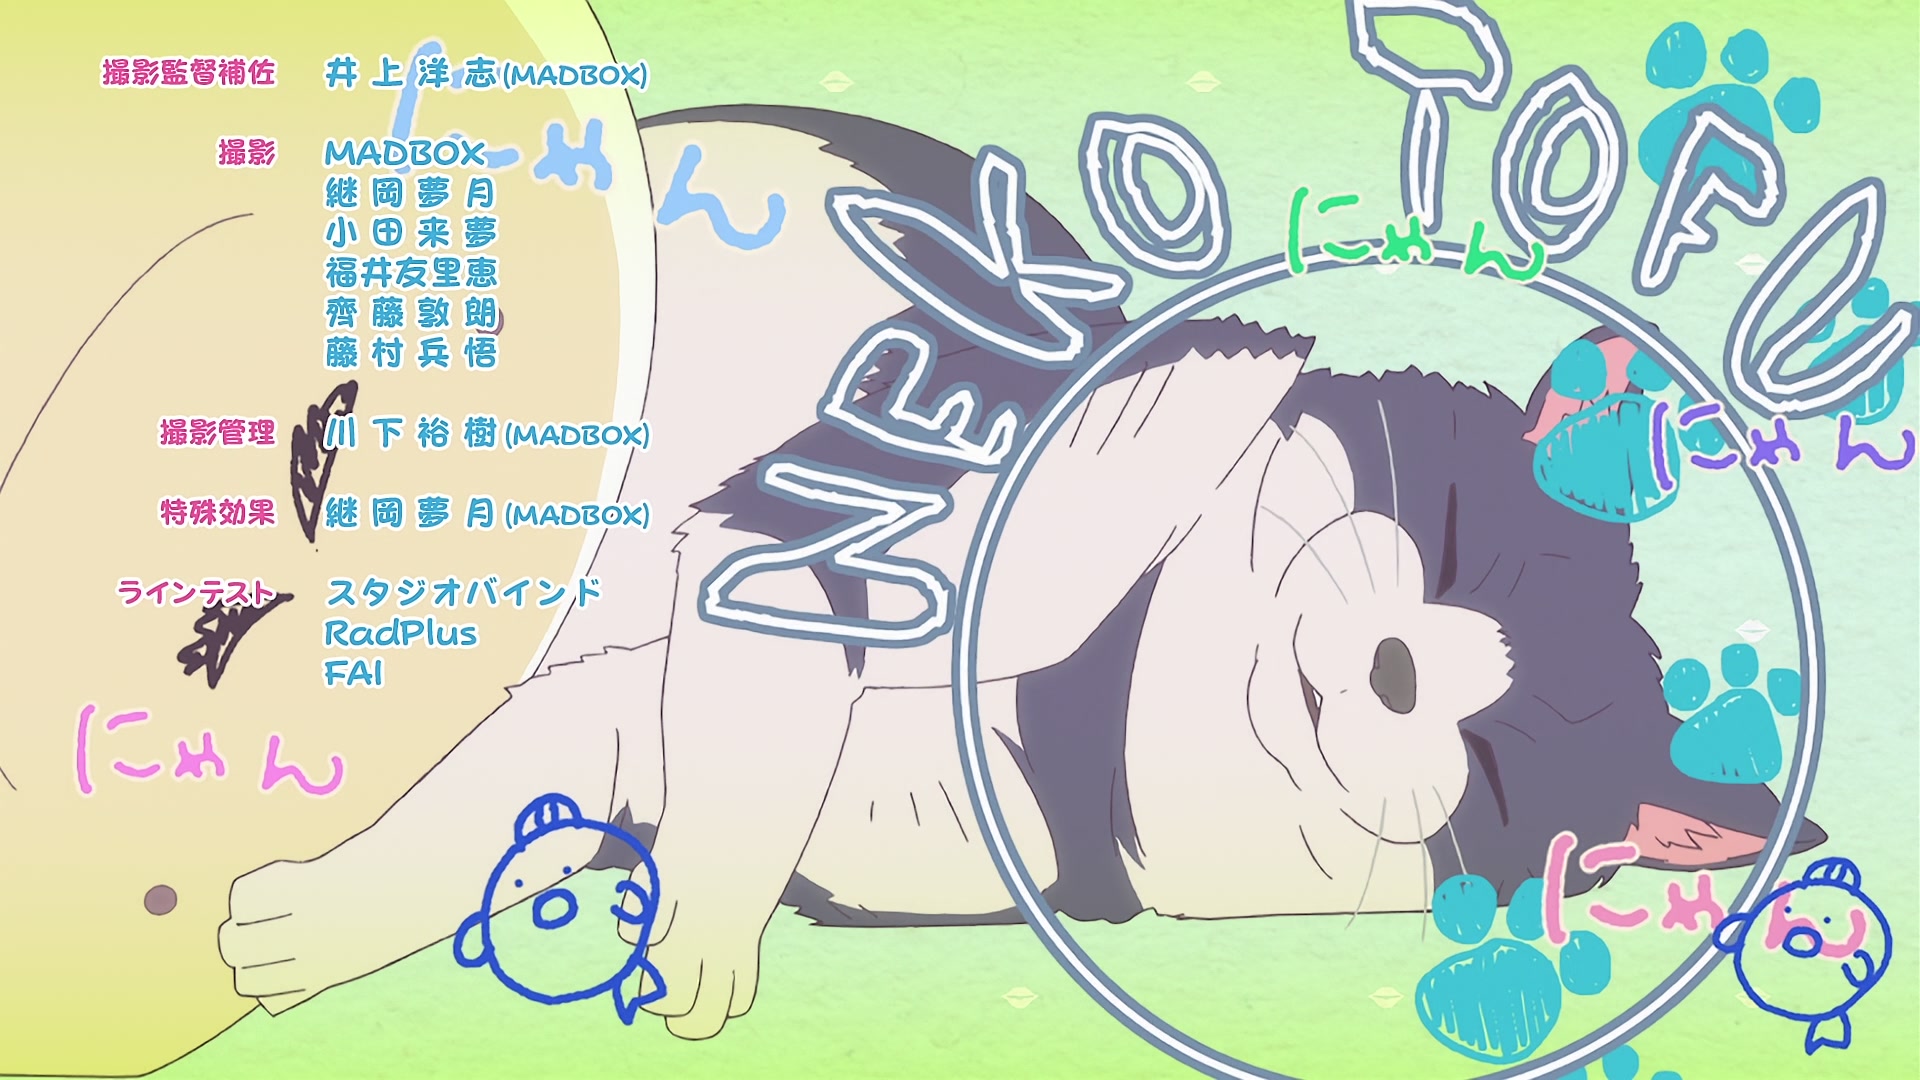 撮影監督補佐 井上洋志(MADBOX)
撮影 MADBOX
継岡夢月
小田来夢
福井友里恵
齊藤敦朗
藤村兵悟
撮影管理 川下裕樹(MADBOX)
特殊効果 継岡夢月(MADBOX)
ラインテスト スタジオバインド
RadPlus
FAI
NEKO TOFU
にゃん
にゃん
にゃん
にゃん
にゃん